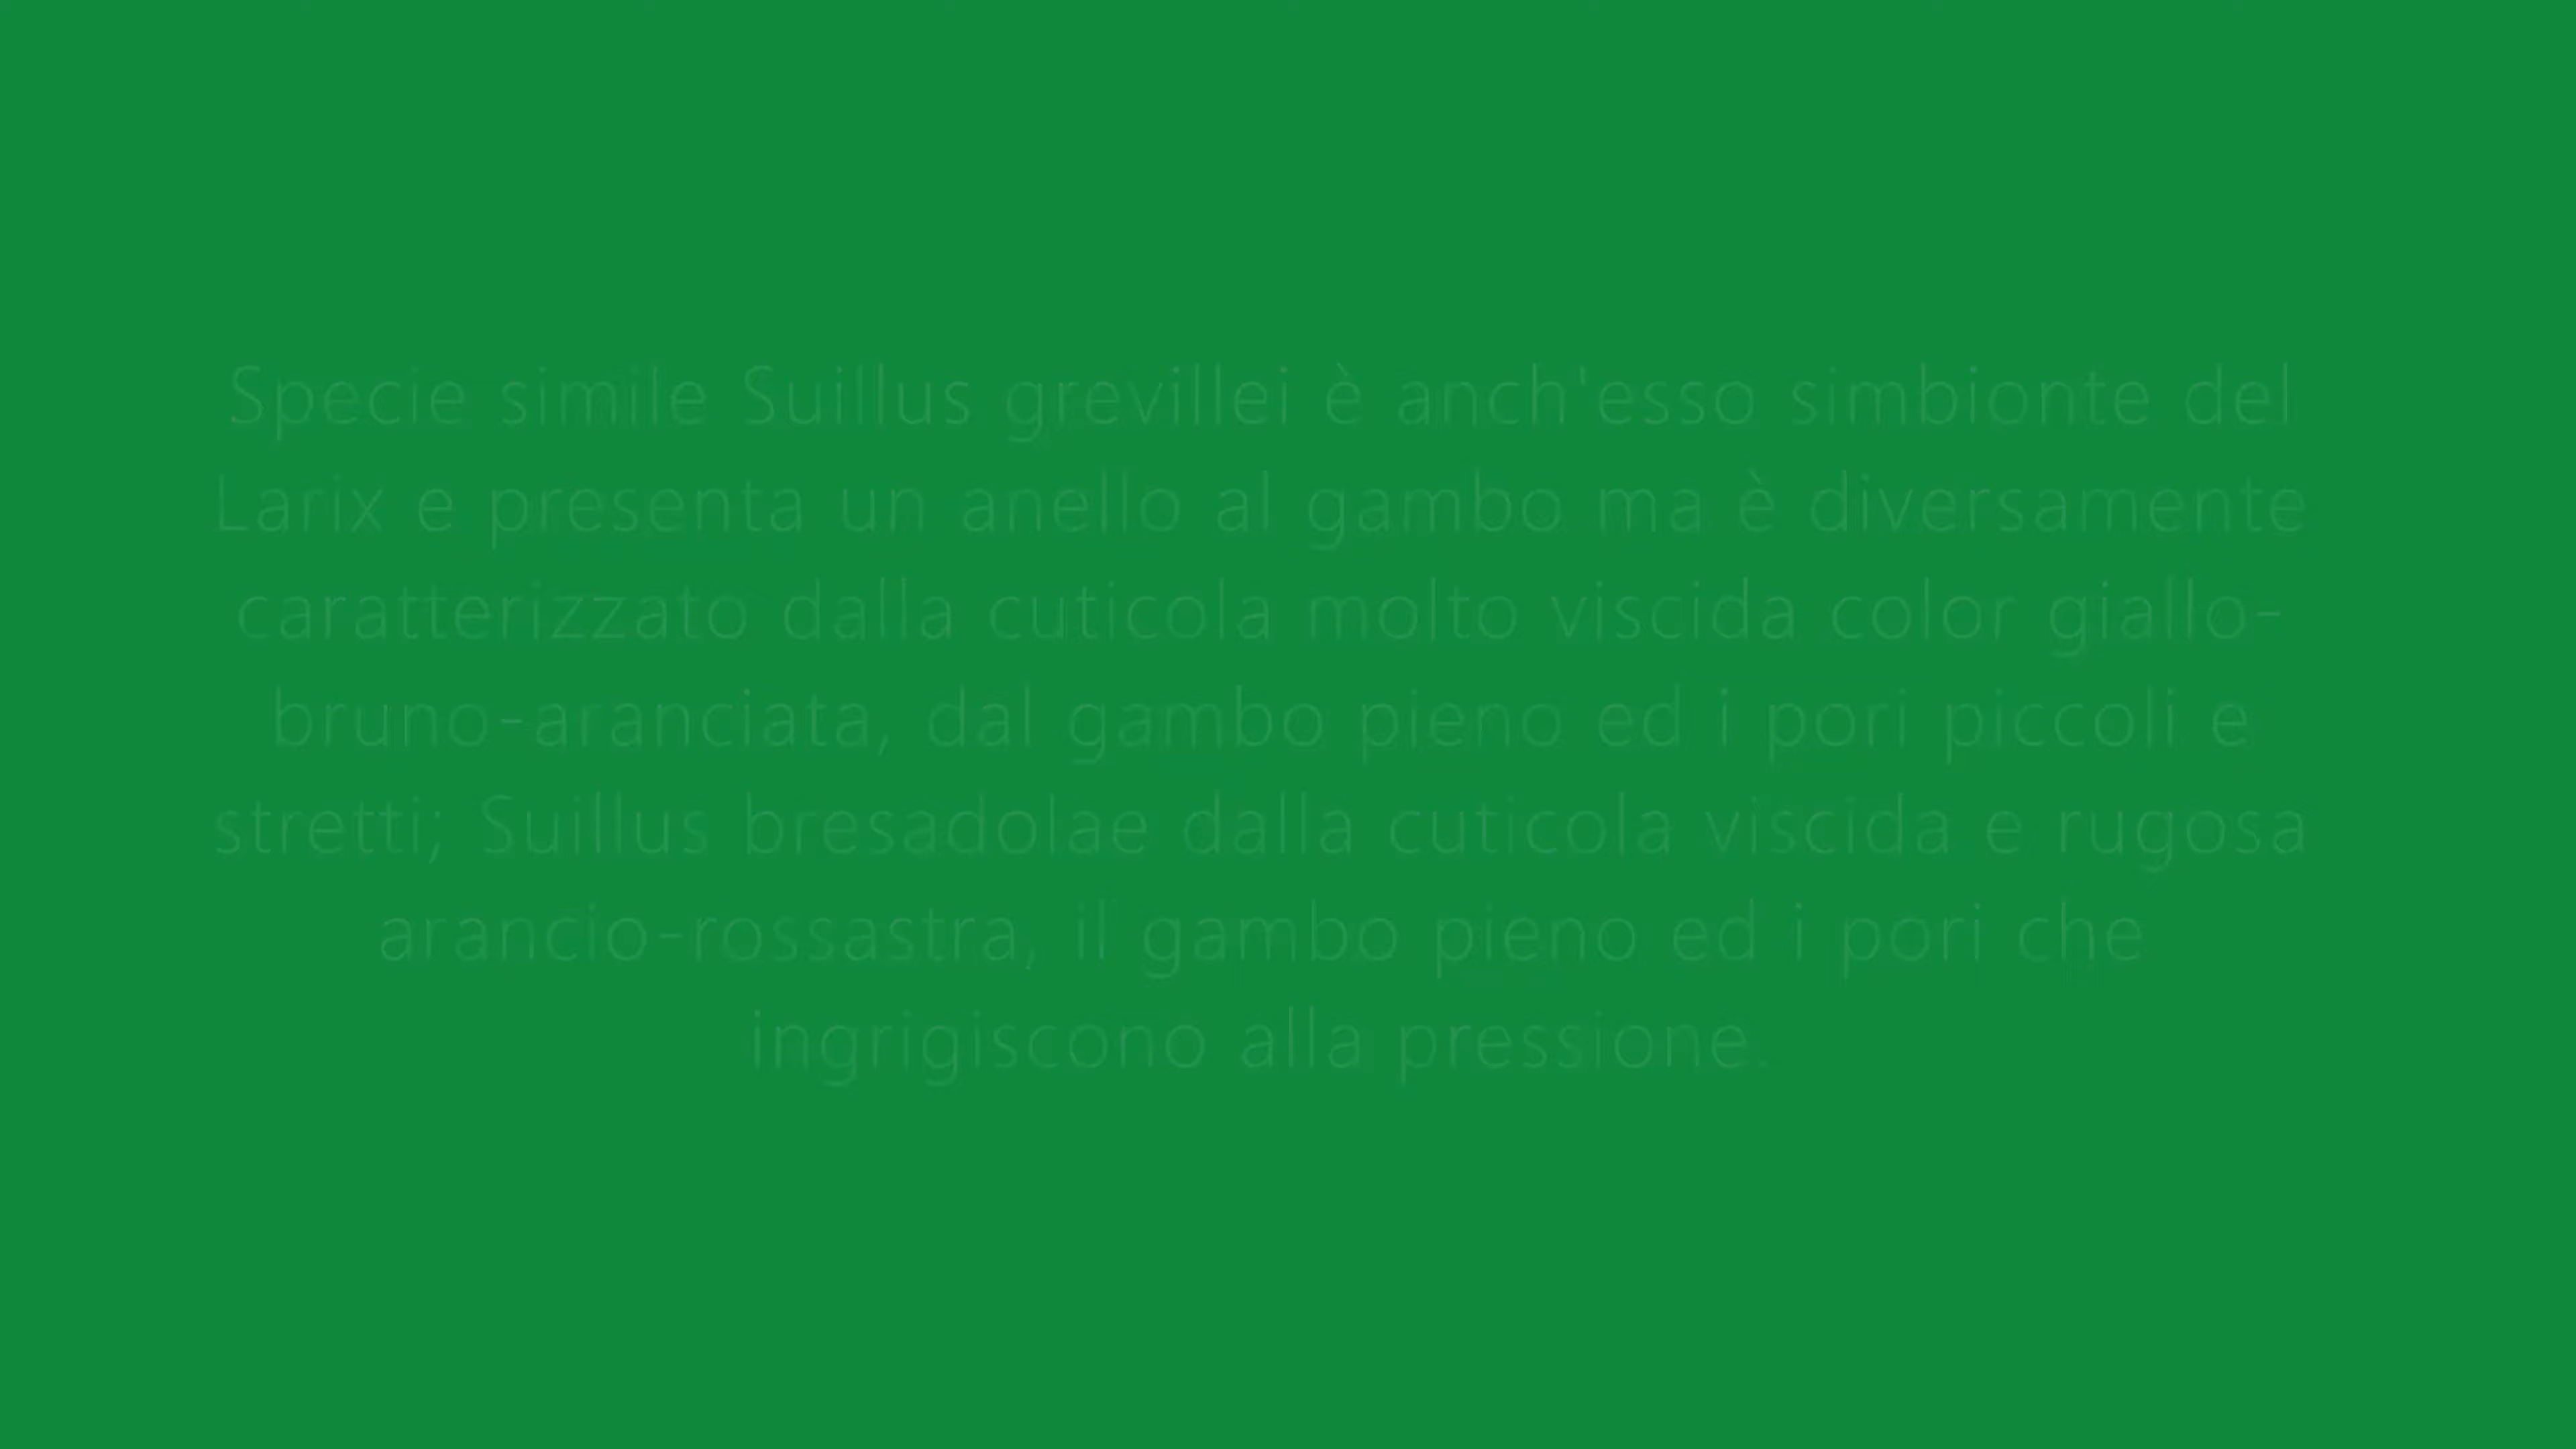 Specie simile Suillus grevillei è anch'esso simbionte del
Larix e presenta un anello al gambo ma è diversamente
caratterizzato dalla cuticola molto viscida color giallo-
bruno-aranciata, dal gambo pieno ed i pori piccoli e
stretti; Suillus bresadolae dalla cuticola viscida e rugosa
arancio-rossastra, il gambo pieno ed i pori che
ingrigiscono alla pressione.